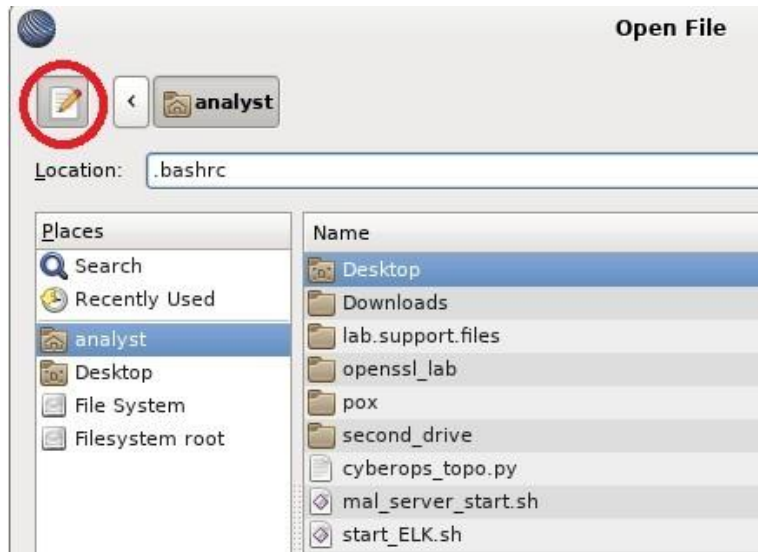 Open File
analyst
Location: .bashrc
Places
Search
Recently Used
analyst
Desktop
File System
Filesystem root
Name
Desktop
Downloads
lab.support.files
openssl_lab
pox
second_drive
cyberops_topo.py
mal_server_start.sh
start_ELK.sh